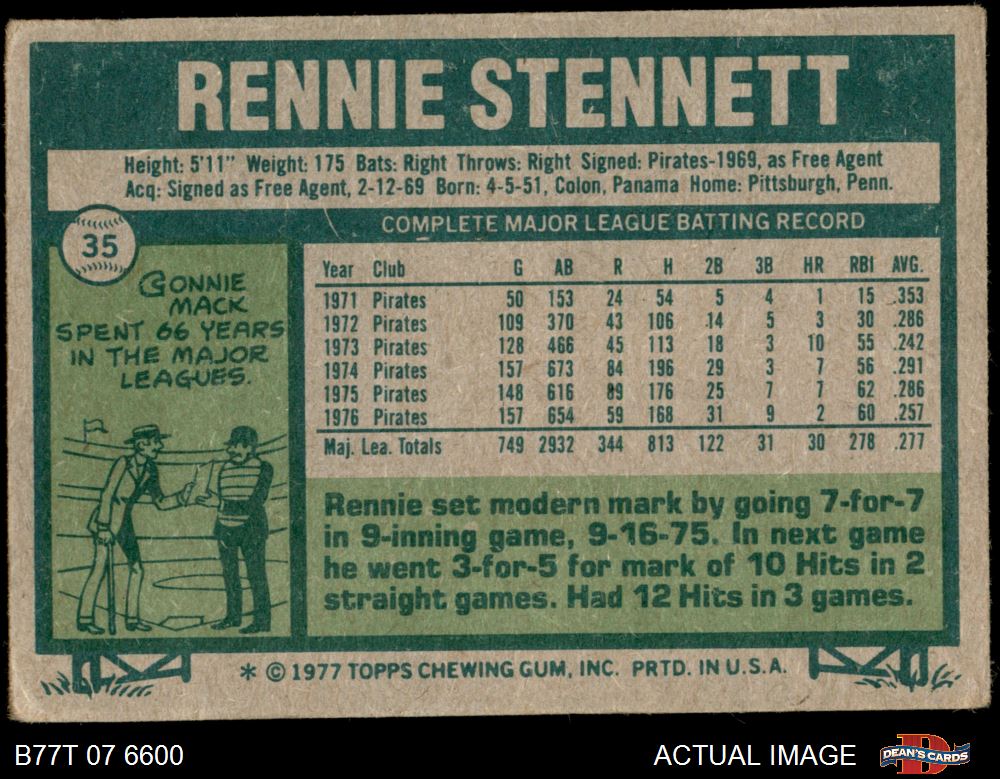 RENNIE STENNETT
Height: 5'11" Weight: 175 Bats: Right Throws: Right Signed: Pirates-1969, as Free Agent
Acq: Signed as Free Agent, 2-12-69 Born: 4-5-51, Colon, Panama Home: Pittsburgh, Penn.
35
CONNIE
MACK
SPENT 66 YEARS
IN THE MAJOR
LEAGUES.
COMPLETE MAJOR LEAGUE BATTING RECORD
Year Club G AB R H 2B 3B HR RBI AVG.
1971 Pirates 50 153 24 54 5 4 1 15 .353
1972 Pirates 109 370 43 106 14 5 3 30 .286
1973 Pirates 128 466 45 113 18 3 10 55 .242
1974 Pirates 157 673 84 196 29 3 7 56 .291
1975 Pirates 148 616 89 176 25 7 7 62 .286
1976 Pirates 157 654 59 168 31 9 2 60 .257
Maj. Lea. Totals 749 2932 344 813 122 31 30 278 .277
Rennie set modern mark by going 7-for-7
in 9-inning game, 9-16-75. In next game
he went 3-for-5 for mark of 10 Hits in 2
straight games. Had 12 Hits in 3 games.
* © 1977 TOPPS CHEWING GUM, INC. PRTD. IN U.S.A.
B77T 07 6600
ACTUAL IMAGE
DEAN'S CARDS